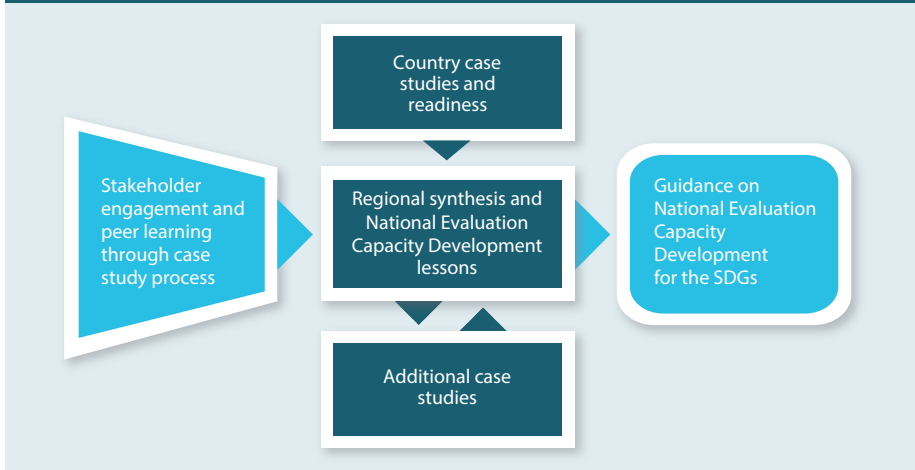 Country case
studies and
readiness
Stakeholder
engagement and
peer learning
through case
study process
Regional synthesis and
National Evaluation
Capacity Development
lessons
Guidance on
National Evaluation
Capacity
Development
for the SDGs
Additional case
studies